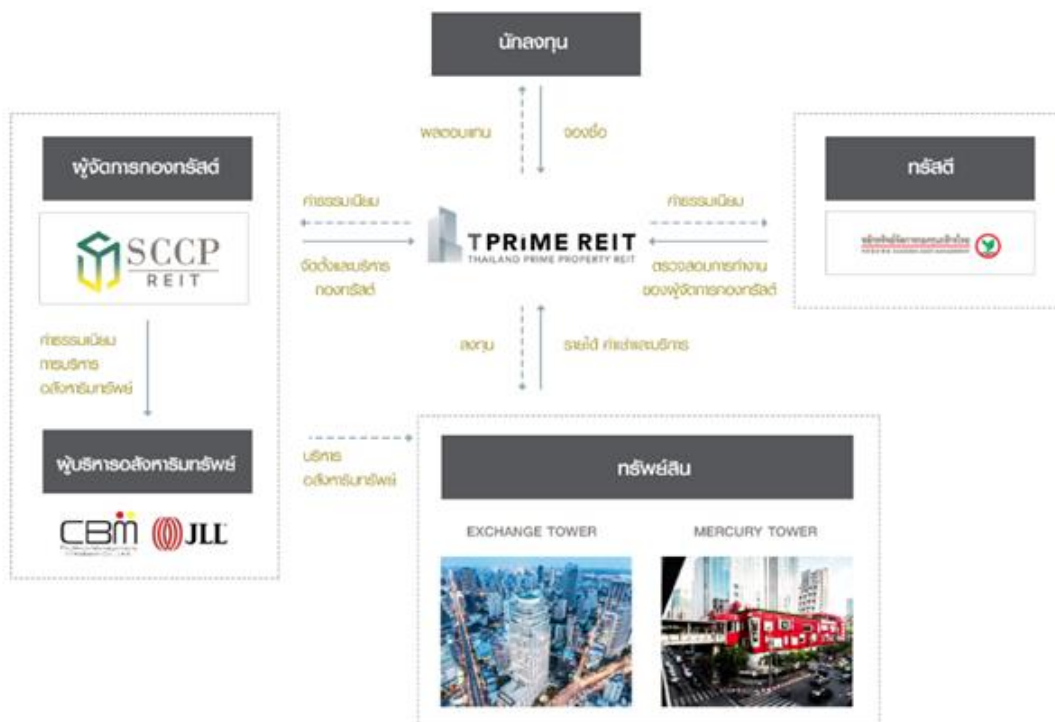 นักลงทุน
ผลตอบแทน
จองซื้อ
ผู้จัดการกองทรัสต์
SCCP
REIT
ค่าธรรมเนียม
จัดตั้งและบริหาร
กองทรัสต์
TPRiME REIT
THAILAND PRIME PROPERTY REIT
ค่าธรรมเนียม
ตรวจสอบการทำงาน
ของผู้จัดการกองทรัสต์
ทรัสตี
ค่าธรรมเนียม
การบริหาร
อสังหาริมทรัพย์
ลงทุน
รายได้ ค่าเช่าและบริการ
ผู้บริหารอสังหาริมทรัพย์
CBM
JLL
บริหาร
อสังหาริมทรัพย์
ทรัพย์สิน
EXCHANGE TOWER
MERCURY TOWER